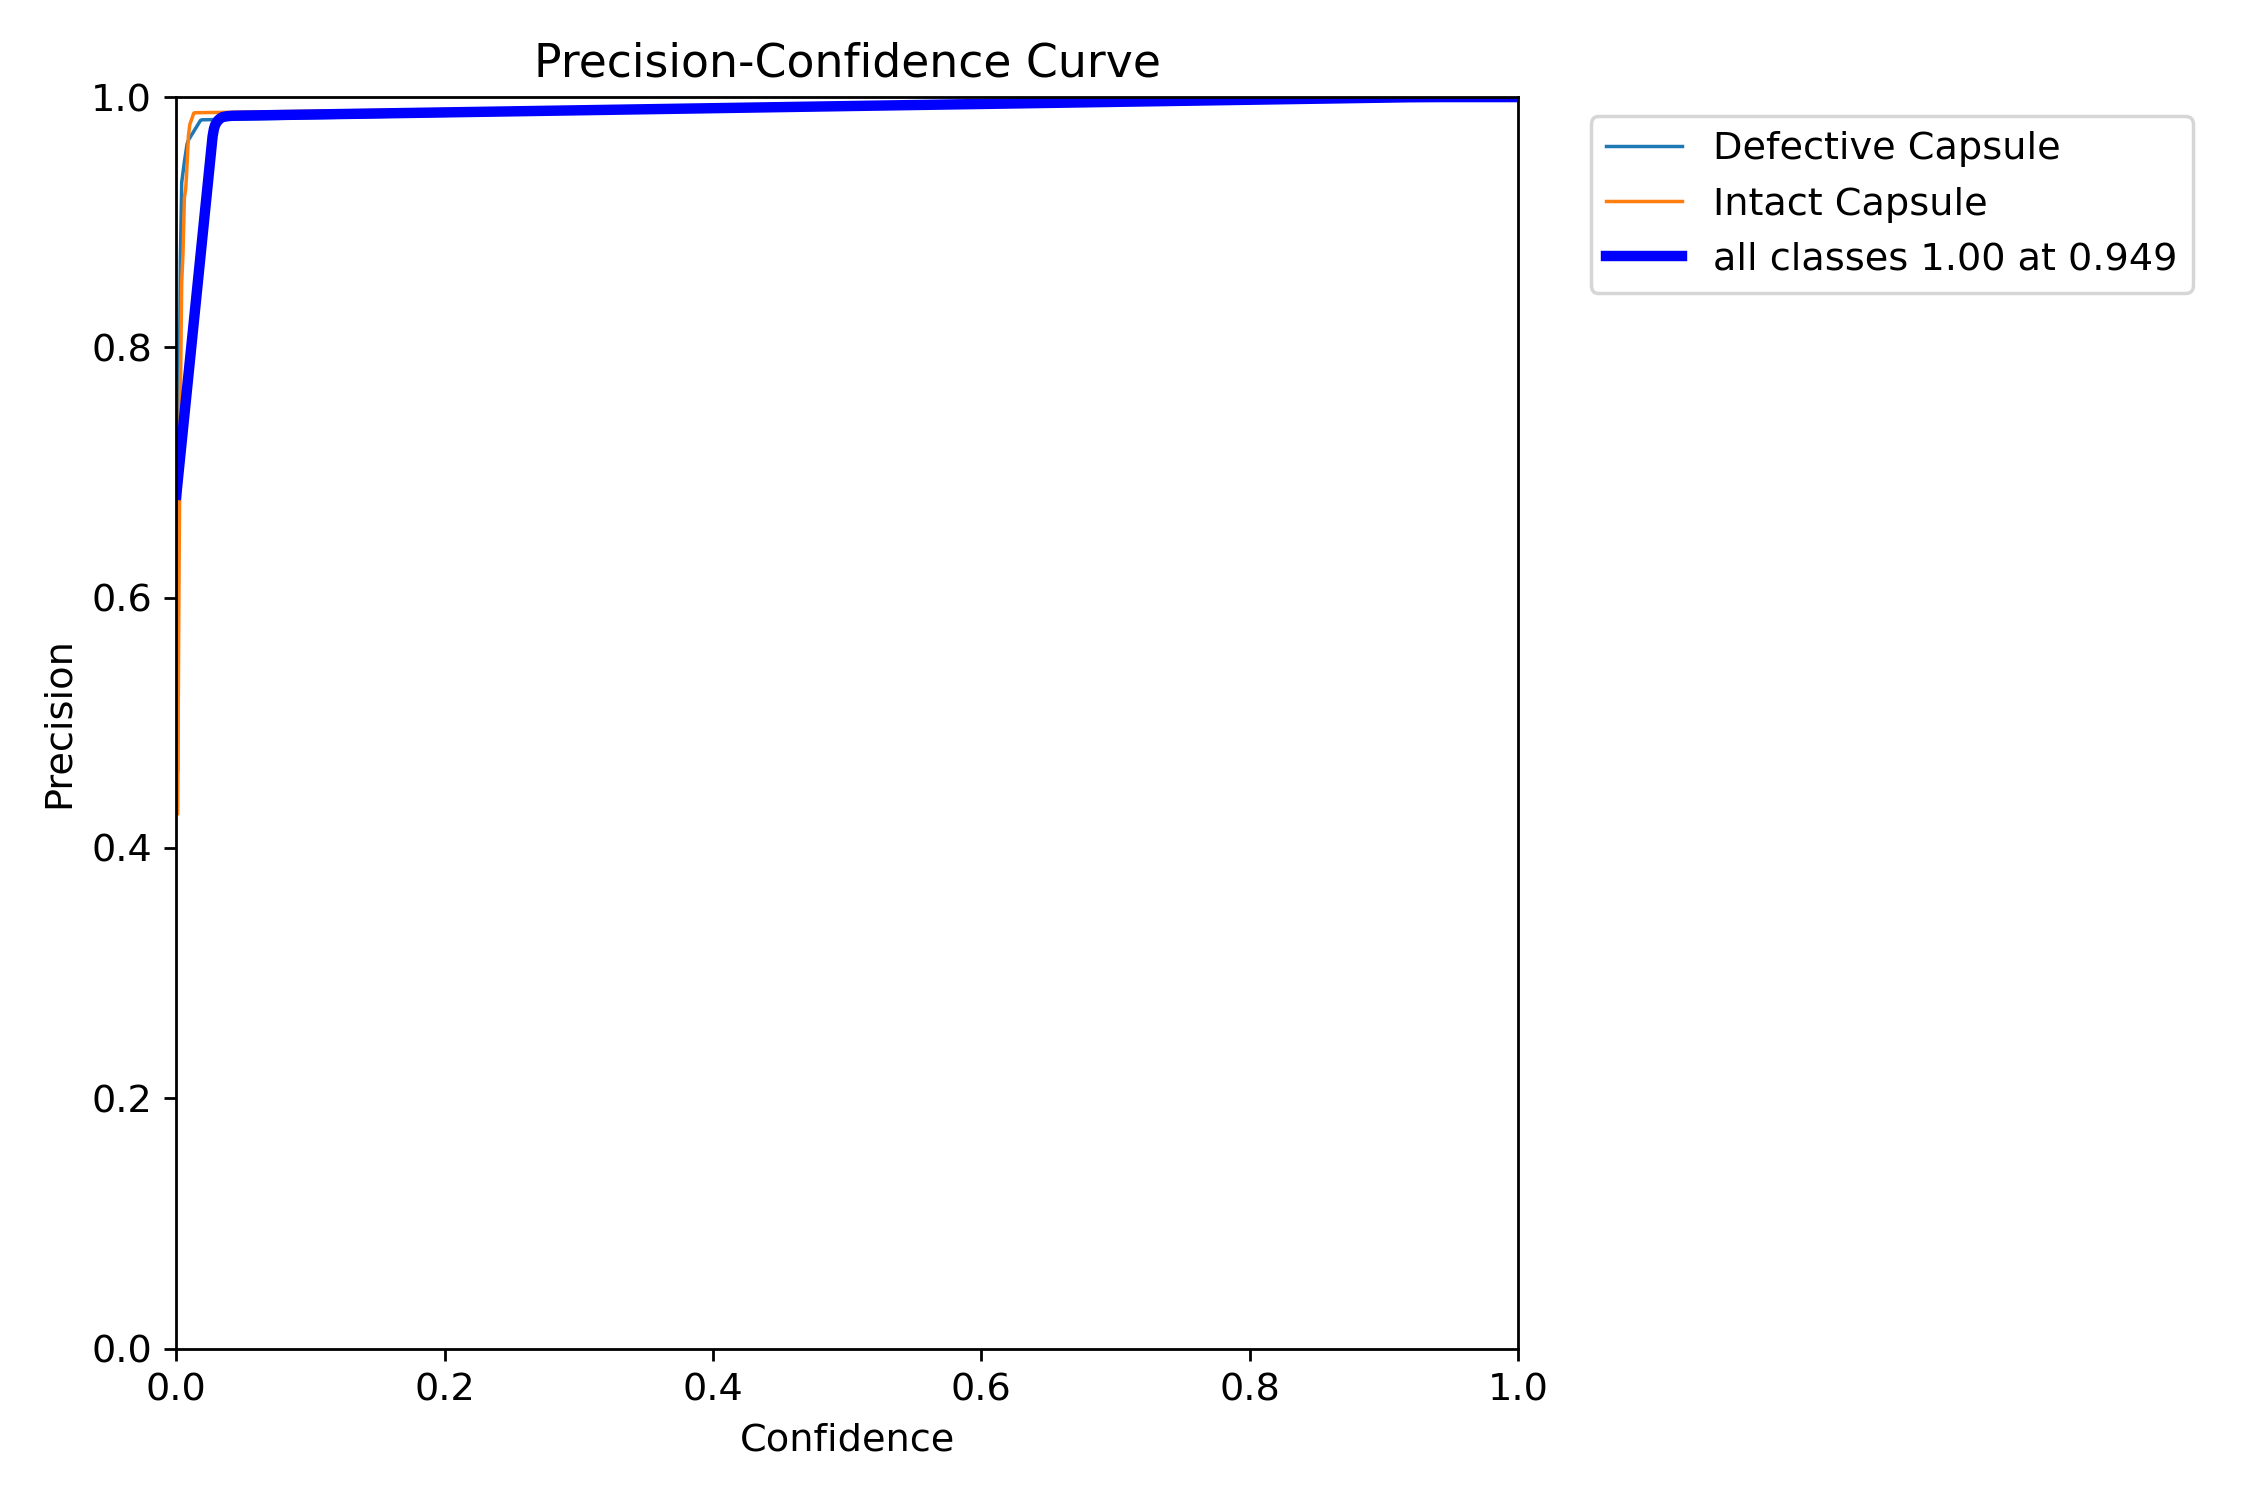 Precision-Confidence Curve
1.0
0.8
0.6
0.4
0.2
0.0
Precision
0.0 0.2 0.4 0.6 0.8 1.0
Confidence
Defective Capsule
Intact Capsule
all classes 1.00 at 0.949